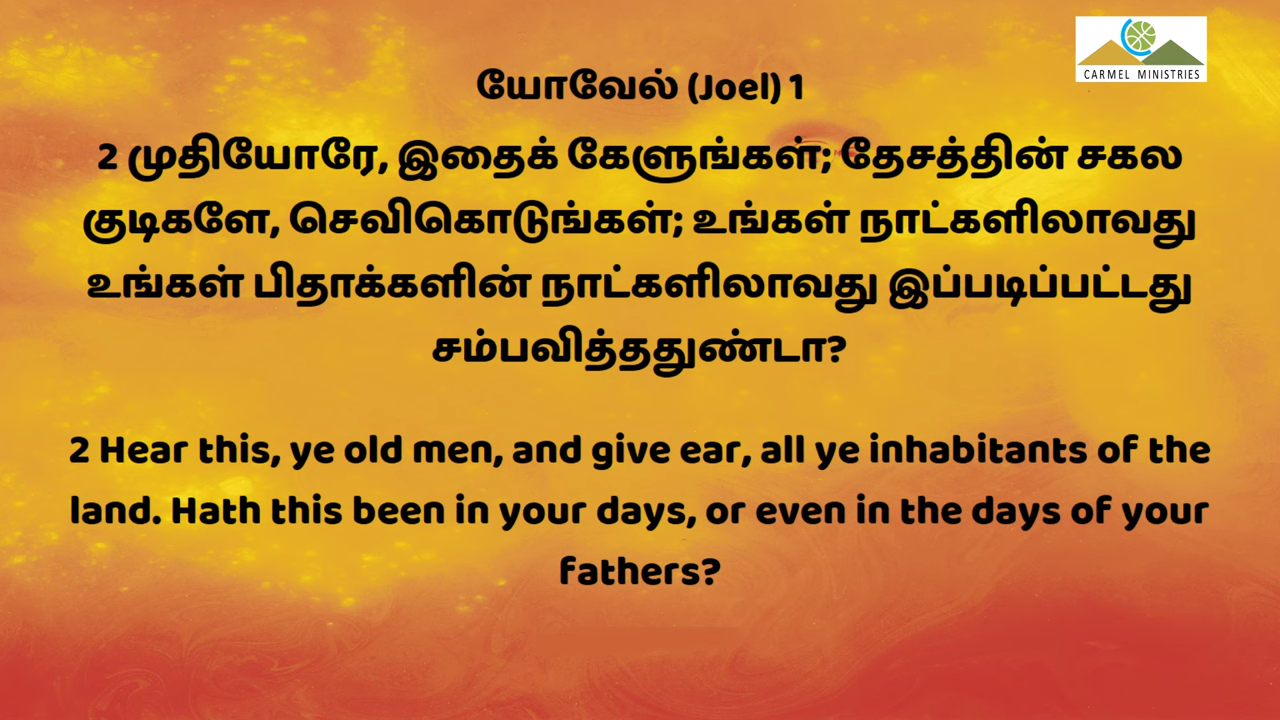 CARMEL MINISTRIES
யோவேல் (Joel) 1
2 முதியோரே, இதைக் கேளுங்கள்; தேசத்தின் சகல
குடிகளே, செவிகொடுங்கள்; உங்கள் நாட்களிலாவது
உங்கள் பிதாக்களின் நாட்களிலாவது இப்படிப்பட்டது
சம்பவித்ததுண்டா?
2 Hear this, ye old men, and give ear, all ye inhabitants of the
land. Hath this been in your days, or even in the days of your
fathers?